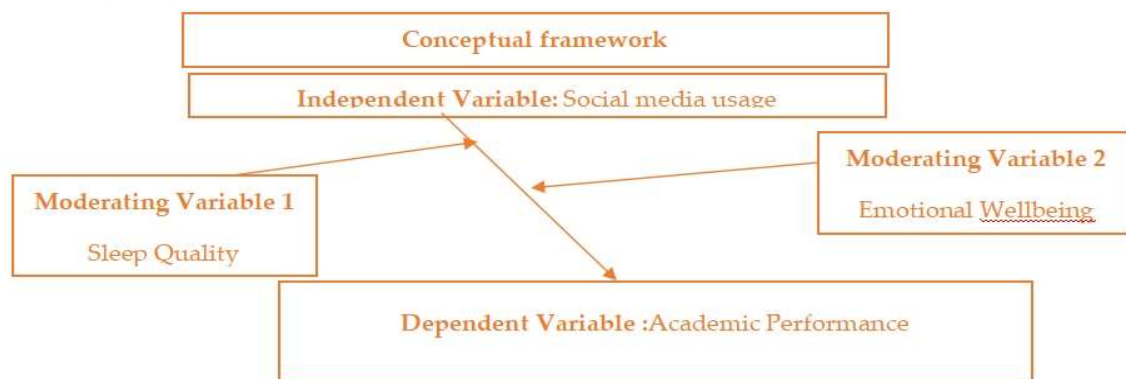 Conceptual framework
Independent Variable: Social media usage
Moderating Variable 1
Sleep Quality
Moderating Variable 2
Emotional Wellbeing
Dependent Variable :Academic Performance